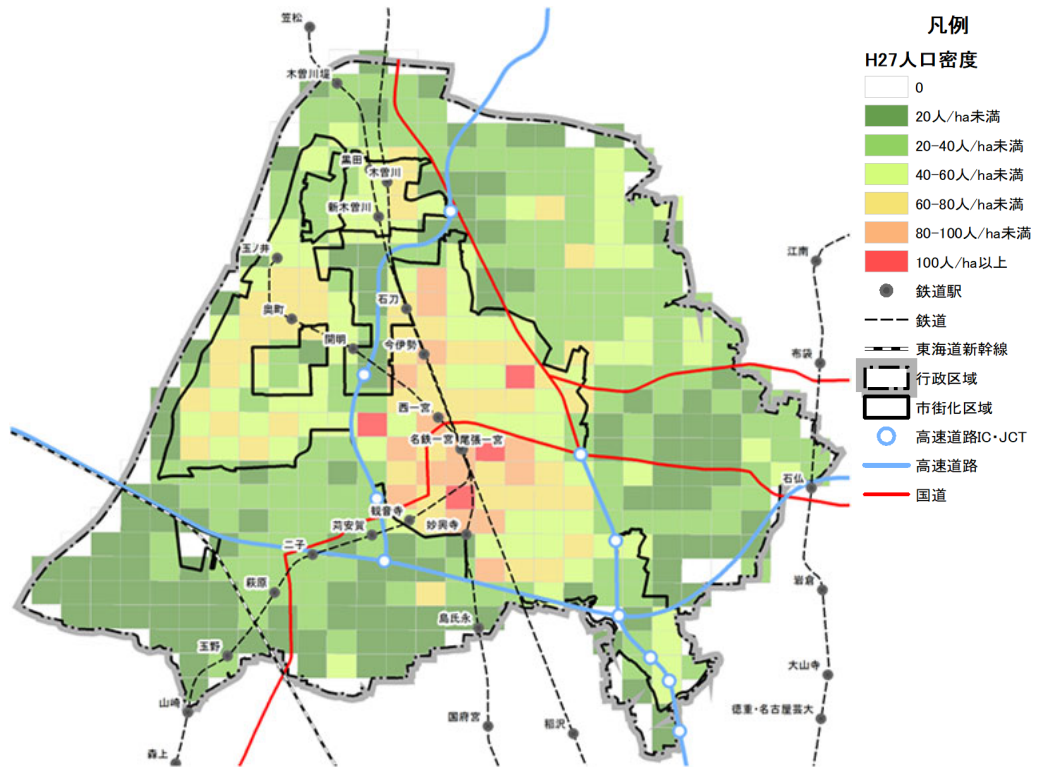 凡例
H27人口密度
0
20人/ha未満
20-40人/ha未満
40-60人/ha未満
60-80人/ha未満
80-100人/ha未満
100人/ha以上
鉄道駅
鉄道
東海道新幹線
行政区域
市街化区域
高速道路IC・JCT
高速道路
国道
笠松
木曽川堤
黒田
木曽川
新木曽川
玉ノ井
江南
石刀
奥町
開明
今伊勢
布袋
西一宮
名鉄一宮
尾張一宮
石仏
観音寺
苅安賀
妙興寺
二子
萩原
岩倉
島氏永
玉野
大山寺
山崎
国府宮
稲沢
徳重・名古屋芸大
森上